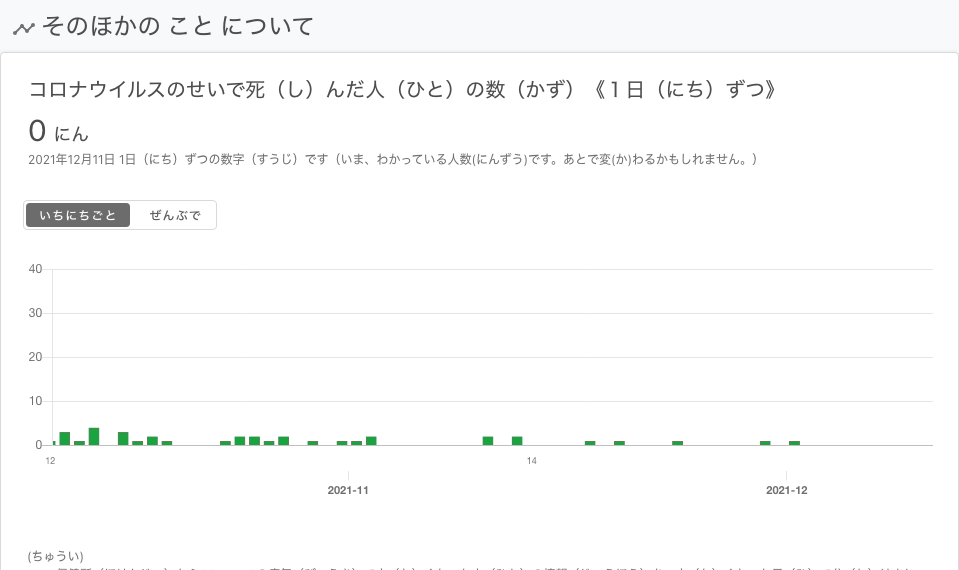 そのほかの こと について
コロナウイルスのせいで死（し）んだ人（ひと）の数（かず）《１日（にち）ずつ》
0 にん
2021年12月11日 1日（にち）ずつの数字（すうじ）です（いま、わかっている人数(にんずう)です。あとで変(か)わるかもしれません。）
いちにちごと ぜんぶで
40
30
20
10
0
12 14
2021-11 2021-12
(ちゅうい)